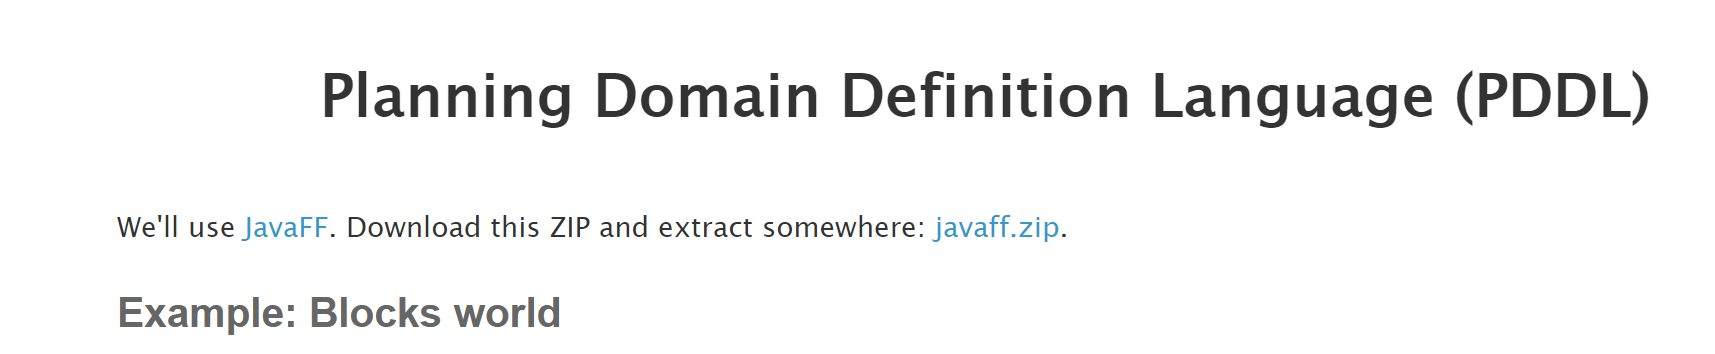 Planning Domain Definition Language (PDDL)
We'll use JavaFF. Download this ZIP and extract somewhere: javaff.zip.
Example: Blocks world